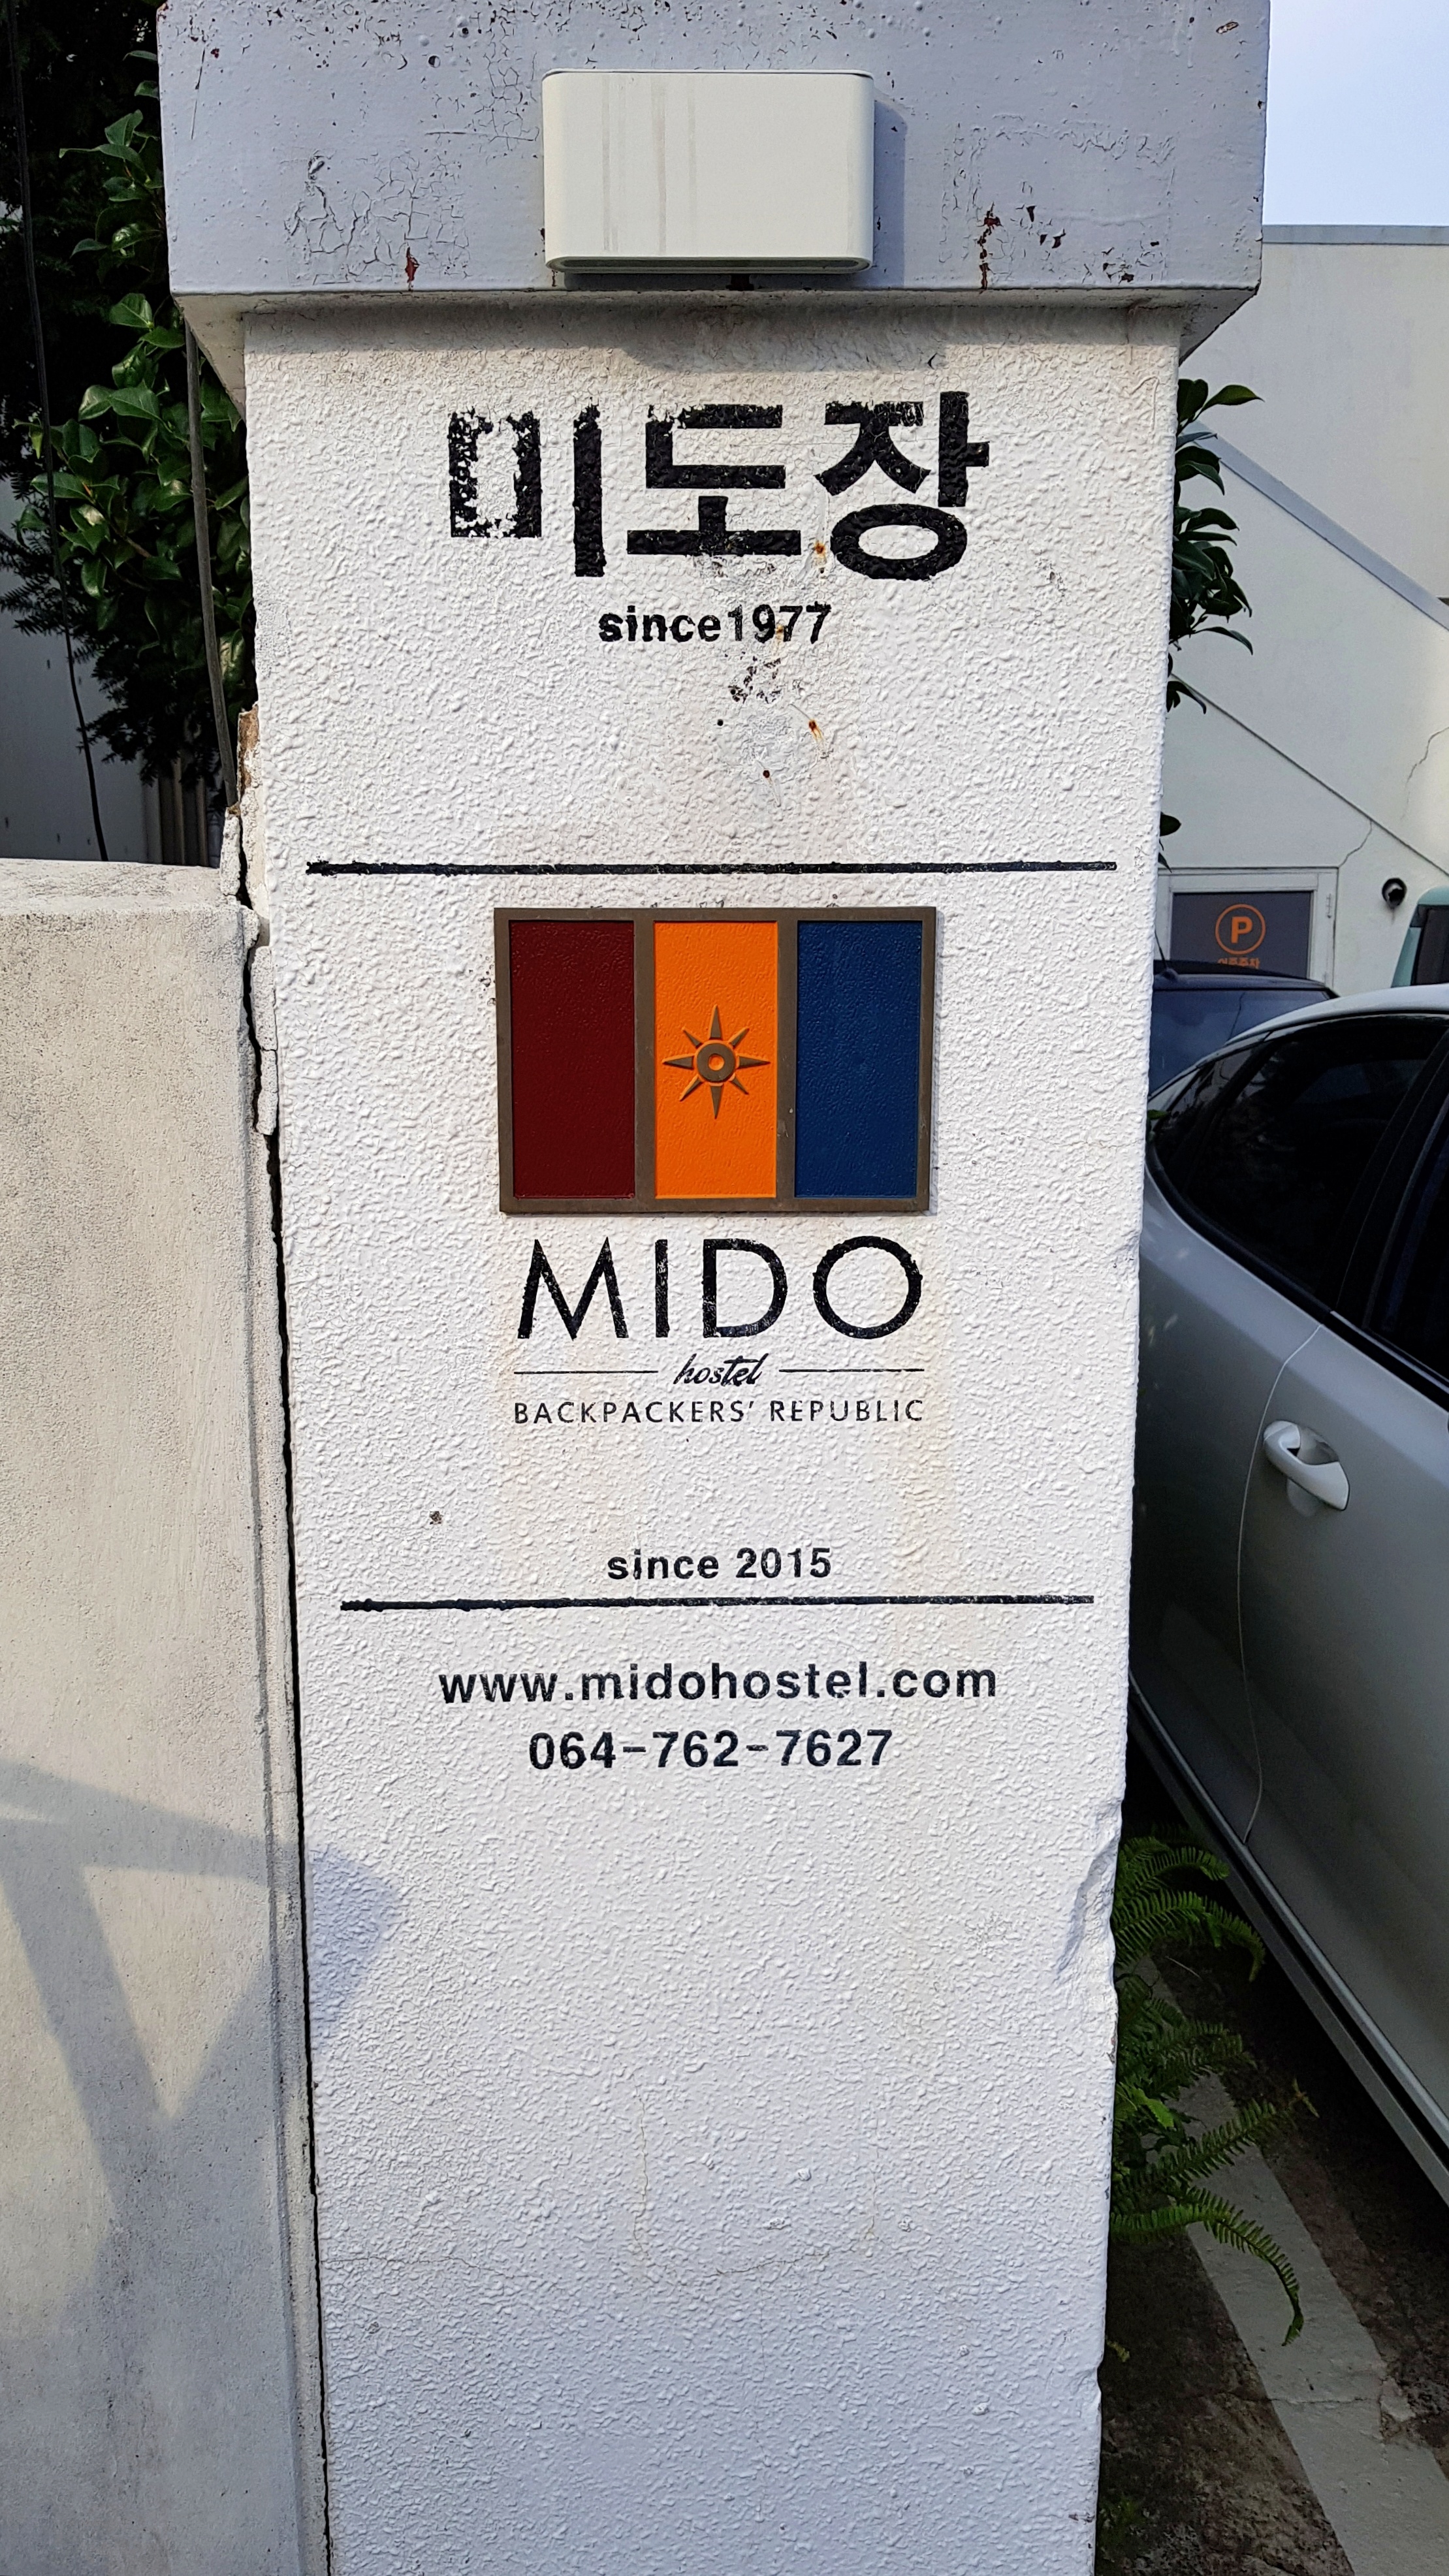 미도장
since1977
MIDO
hostel
BACKPACKERS' REPUBLIC
since 2015
www.midohostel.com
064-762-7627
P